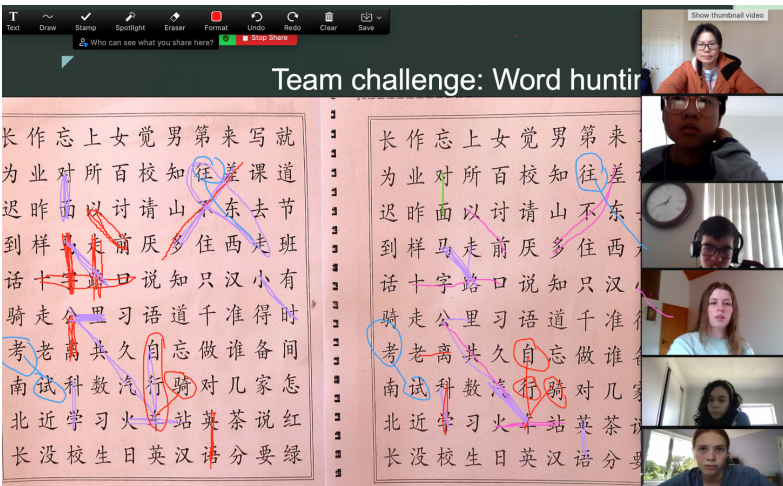 Text Draw Stamp Spotlight Eraser Format Undo Redo Clear Save
Who can see what you share here?
Stop Share
Show thumbnail video
Team challenge: Word huntin
长作忘上女觉男第来写就
为业对所百校知往差课道
迟昨面以讨请山不东去节
到样马走前厌多住西走班
话十字路口说知只汉小有
骑走公里习语道千准得时
考老离共久自忘做谁备间
南试科数汽行骑对几家怎
北近学习火车站英茶说红
长没校生日英汉语分要绿
长作忘上女觉男第来
为业对所百校知往差
迟昨面以讨请山不东
到样马走前厌多住西
话十字路口说知只汉
骑走公里习语道千准
考老离共久自忘做谁
南试科数汽行骑对几
北近学习火车站英茶说
长没校生日英汉语分要